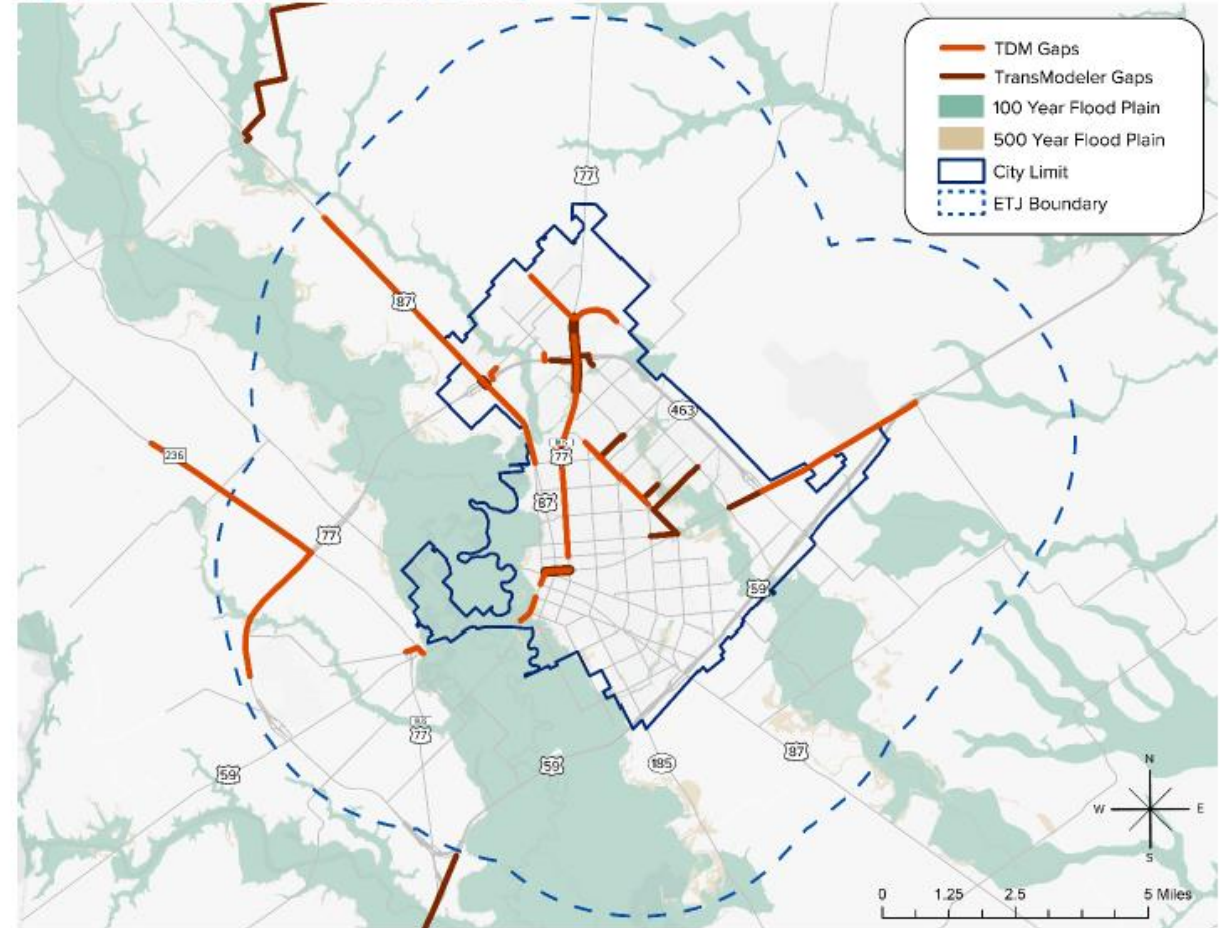 TDM Gaps
TransModeler Gaps
100 Year Flood Plain
500 Year Flood Plain
City Limit
ETJ Boundary
77
87
463
236
77
87
77
59
77
59
59
185
87
N
W
E
S
0 1.25 2.5 5 Miles